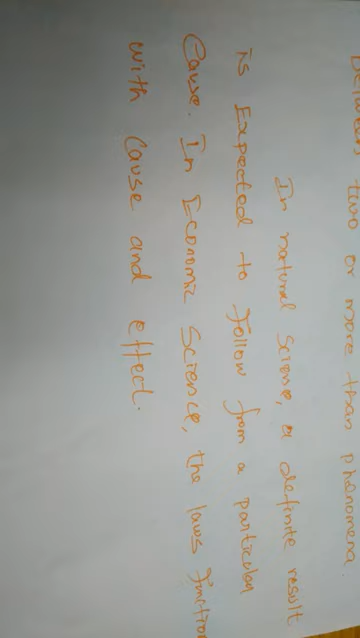 Between two or more than phenomena
In natural Science, a definite result
is Expected to follow from a particular
Cause. In Economic Science, the laws function
with Cause and effect.